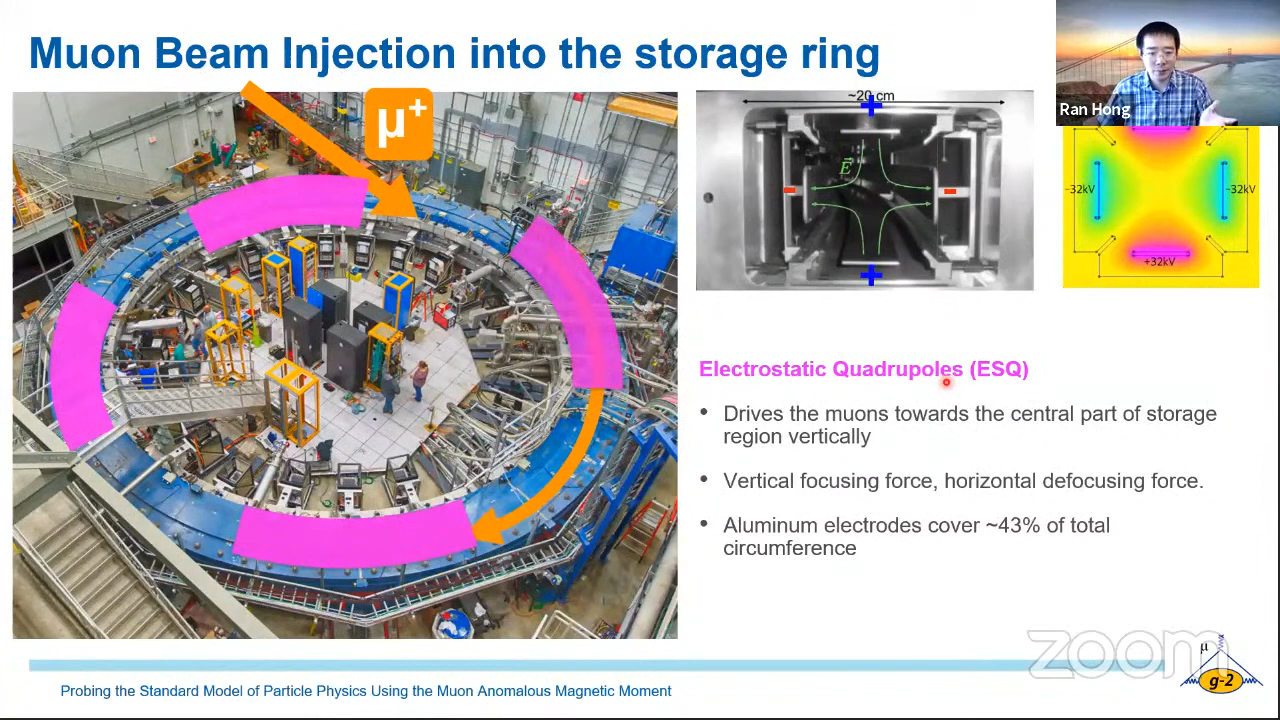 Muon Beam Injection into the storage ring
μ+
~20 cm
E
Ran Hong
-32kV
-32kV
+32kV
Electrostatic Quadrupoles (ESQ)
• Drives the muons towards the central part of storage
region vertically
• Vertical focusing force, horizontal defocusing force.
• Aluminum electrodes cover ~43% of total
circumference
zoom
μ
g-2
Probing the Standard Model of Particle Physics Using the Muon Anomalous Magnetic Moment